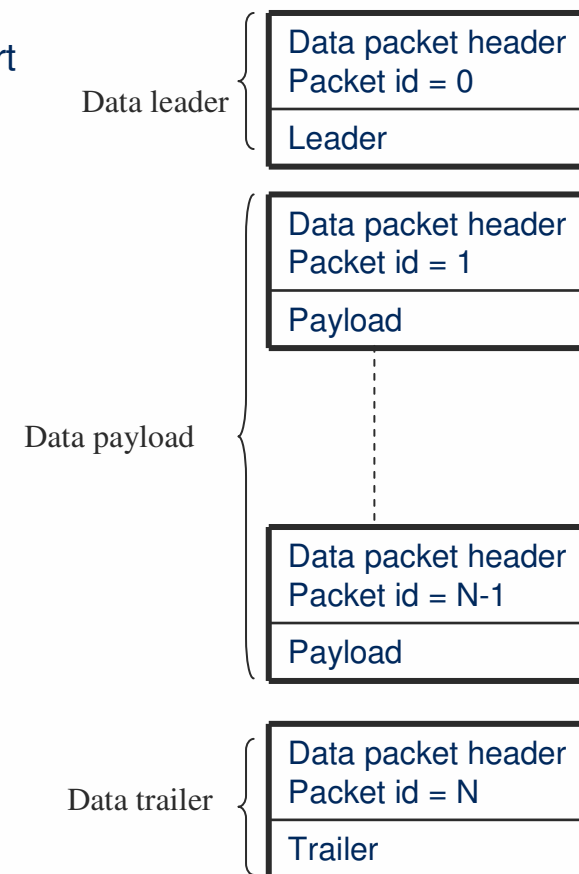 rt
Data leader
Data packet header
Packet id = 0
Leader
Data payload
Data packet header
Packet id = 1
Payload
Data packet header
Packet id = N-1
Payload
Data trailer
Data packet header
Packet id = N
Trailer